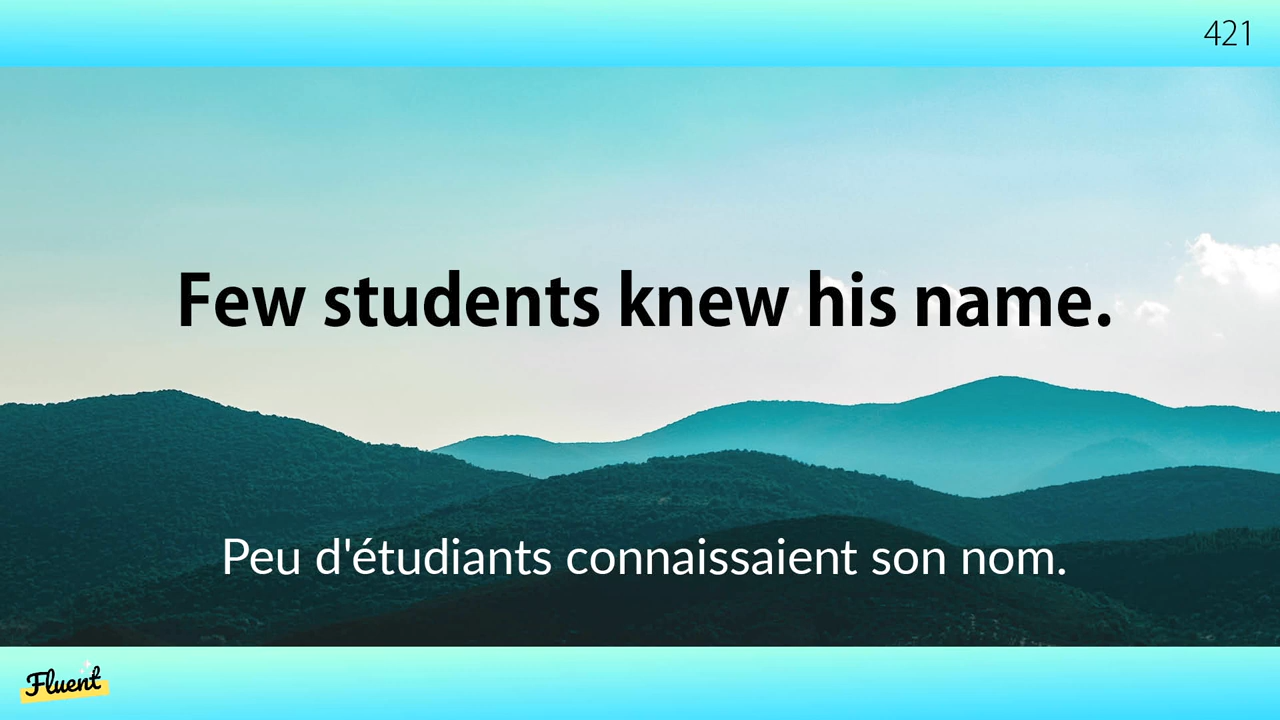 421
Few students knew his name.
Peu d'étudiants connaissaient son nom.
Fluent